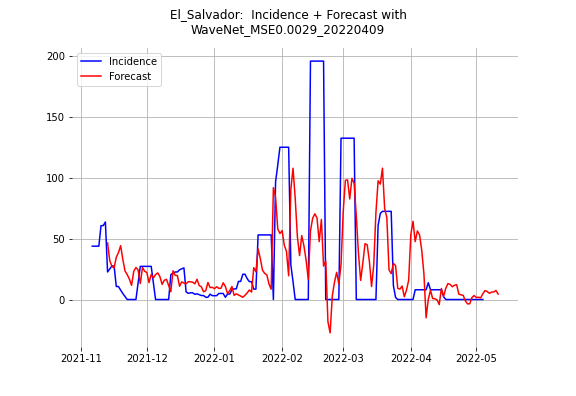 El_Salvador:  Incidence + Forecast with
WaveNet_MSE0.0029_20220409
Incidence
Forecast
200
150
100
50
0
2021-11 2021-12 2022-01 2022-02 2022-03 2022-04 2022-05